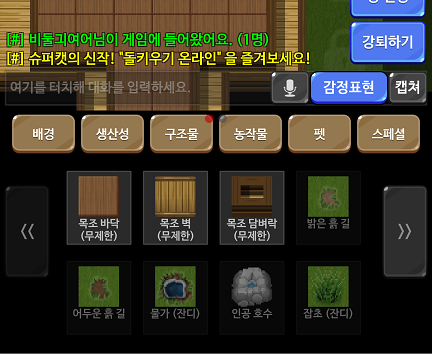 강퇴하기
[#] 비둘긔여어님이 게임에 들어왔어요. (1명)
[#] 슈퍼캣의 신작! "돌키우기 온라인" 을 즐겨보세요!
여기를 터치해 대화를 입력하세요.
감정표현
캡쳐
배경
생산성
구조물
농작물
펫
스페셜
목조 바닥
(무제한)
목조 벽
(무제한)
목조 담벼락
(무제한)
밝은 흙 길
어두운 흙 길
물가 (잔디)
인공 호수
잡초 (잔디)